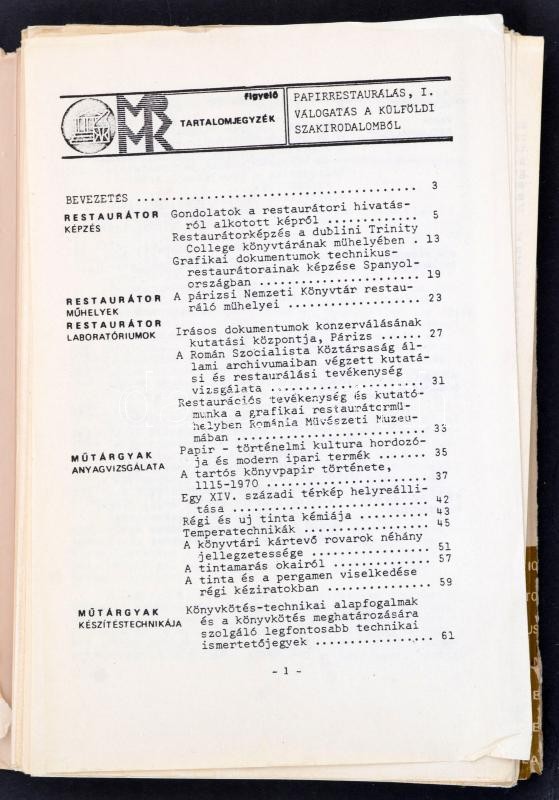 figyelő
TARTALOMJEGYZÉK
PAPIRRESTAURÁLÁS, I.
VÁLOGATÁS A KÜLFÖLDI
SZAKIRODALOMBÓL
BEVEZETÉS ................................... 3
RESTAURÁTOR
KÉPZÉS
Gondolatok a restaurátori hivatás-
ról alkotott képről ............ 5
Restaurátorképzés a dublini Trinity
College könyvtárának műhelyében . 13
Grafikai dokumentumok technikus-
restaurátorainak képzése Spanyol-
országban .................... 19
RESTAURÁTOR
MŰHELYEK
A párizsi Nemzeti Könyvtár restau-
ráló műhelyei ................. 23
RESTAURÁTOR
LABORATÓRIUMOK
Irásos dokumentumok konzerválásának
kutatási központja, Párizs ...... 27
A Román Szocialista Köztársaság ál-
lami archivumaiban végzett kutatá-
si és restaurálási tevékenység
vizsgálata .................... 31
Restaurációs tevékenység és kutató-
munka a grafikai restaurátormű-
helyben Románia Művészeti Muzeu-
mában ........................ 33
MŰTÁRGYAK
ANYAGVIZSGÁLATA
Papir - történelmi kultura hordozó-
ja és modern ipari termék ....... 35
A tartós könyvpapir története,
1115-1970 ..................... 37
Egy XIV. századi térkép helyreálli-
tása .......................... 42
Régi és uj tinta kémiája .......... 43
Temperatechnikák .................. 45
A könyvtári kártevő rovarok néhány
jellegzetessége ............... 51
A tintamarás okairól .............. 57
A tinta és a pergamen viselkedése
régi kéziratokban ............. 59
MŰTÁRGYAK
KÉSZÍTÉSTECHNIKÁJA
Könyvkötés-technikai alapfogalmak
és a könyvkötés meghatározására
szolgáló legfontosabb technikai
ismertetőjegyek ............... 61
- 1 -